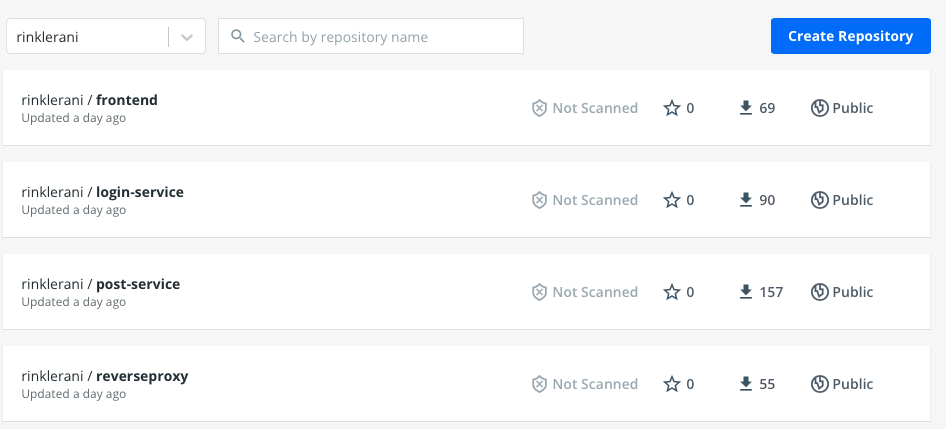 rinklerani
Search by repository name
Create Repository
rinklerani / frontend
Updated a day ago
Not Scanned
0
69
Public
rinklerani / login-service
Updated a day ago
Not Scanned
0
90
Public
rinklerani / post-service
Updated a day ago
Not Scanned
0
157
Public
rinklerani / reverseproxy
Updated a day ago
Not Scanned
0
55
Public